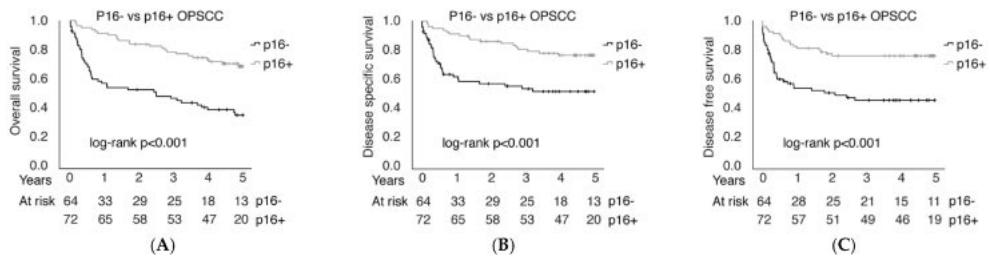 P16- vs p16+ OPSCC
1.0
0.8
0.6
0.4
0.2
0.0
Overall survival
p16-
p16+
log-rank p<0.001
Years 0 1 2 3 4 5
At risk 64 33 29 25 18 13 p16-
72 65 58 53 47 20 p16+
(A)
P16- vs p16+ OPSCC
1.0
0.8
0.6
0.4
0.2
0.0
Disease specific survival
p16-
p16+
log-rank p<0.001
Years 0 1 2 3 4 5
At risk 64 33 29 25 18 13 p16-
72 65 58 53 47 20 p16+
(B)
P16- vs p16+ OPSCC
1.0
0.8
0.6
0.4
0.2
0.0
Disease free survival
p16-
p16+
log-rank p<0.001
Years 0 1 2 3 4 5
At risk 64 28 25 21 15 11 p16-
72 57 51 49 46 19 p16+
(C)